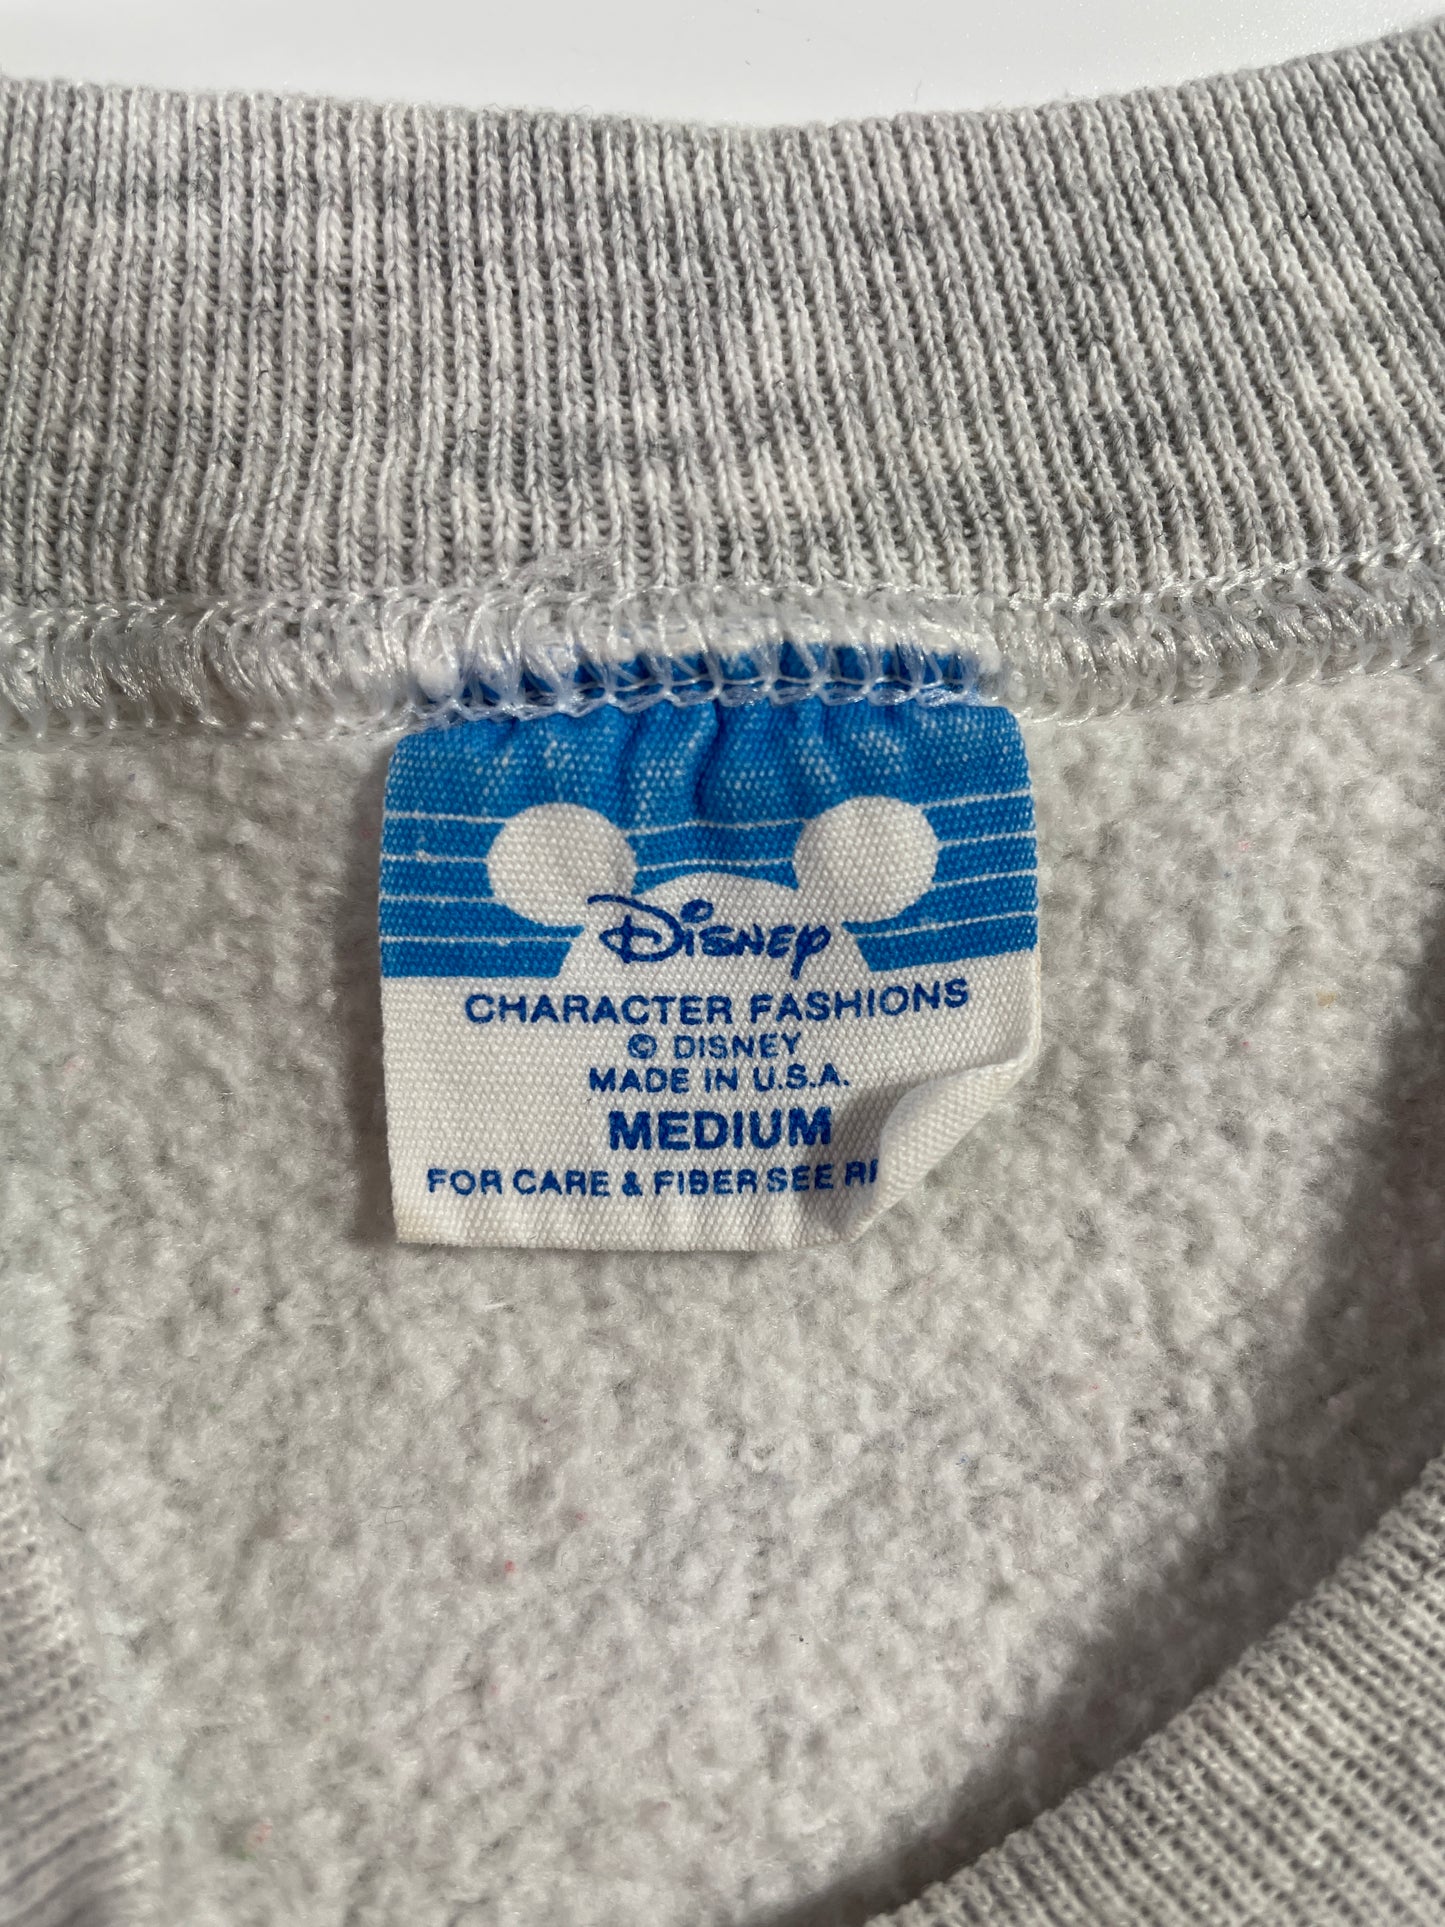 Disney
CHARACTER FASHIONS
© DISNEY
MADE IN U.S.A.
MEDIUM
FOR CARE & FIBER SEE